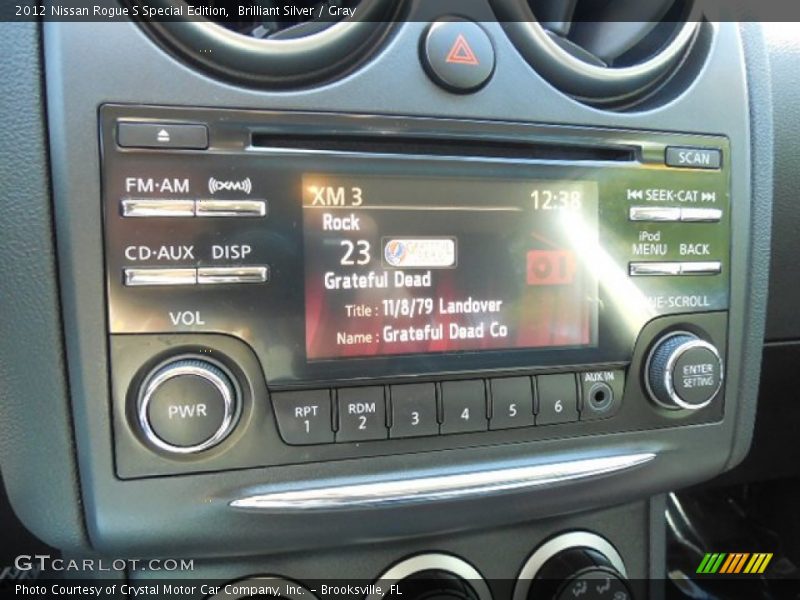 2012 Nissan Rogue S Special Edition, Brilliant Silver / Gray
SCAN
FM·AM
XM 3 12:38
SEEK·CAT
Rock
iPod
MENU BACK
CD·AUX DISP
23 GRATEFUL DEAD
Grateful Dead
Title : 11/8/79 Landover
NE-SCROLL
VOL
Name : Grateful Dead Co
ENTER
SETTING
AUX IN
PWR
RPT
1
RDM
2
3
4
5
6
GTCARLOT.COM
Photo Courtesy of Crystal Motor Car Company, Inc. - Brooksville, FL